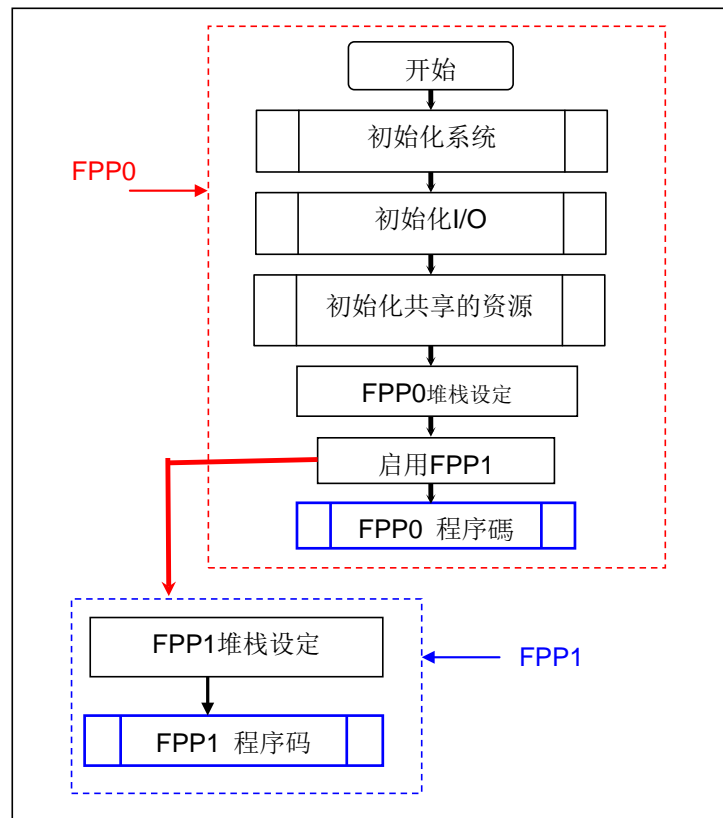 开始
初始化系统
FPP0
初始化I/O
初始化共享的资源
FPP0堆栈设定
启用FPP1
FPP0 程序碼
FPP1堆栈设定
FPP1
FPP1 程序码